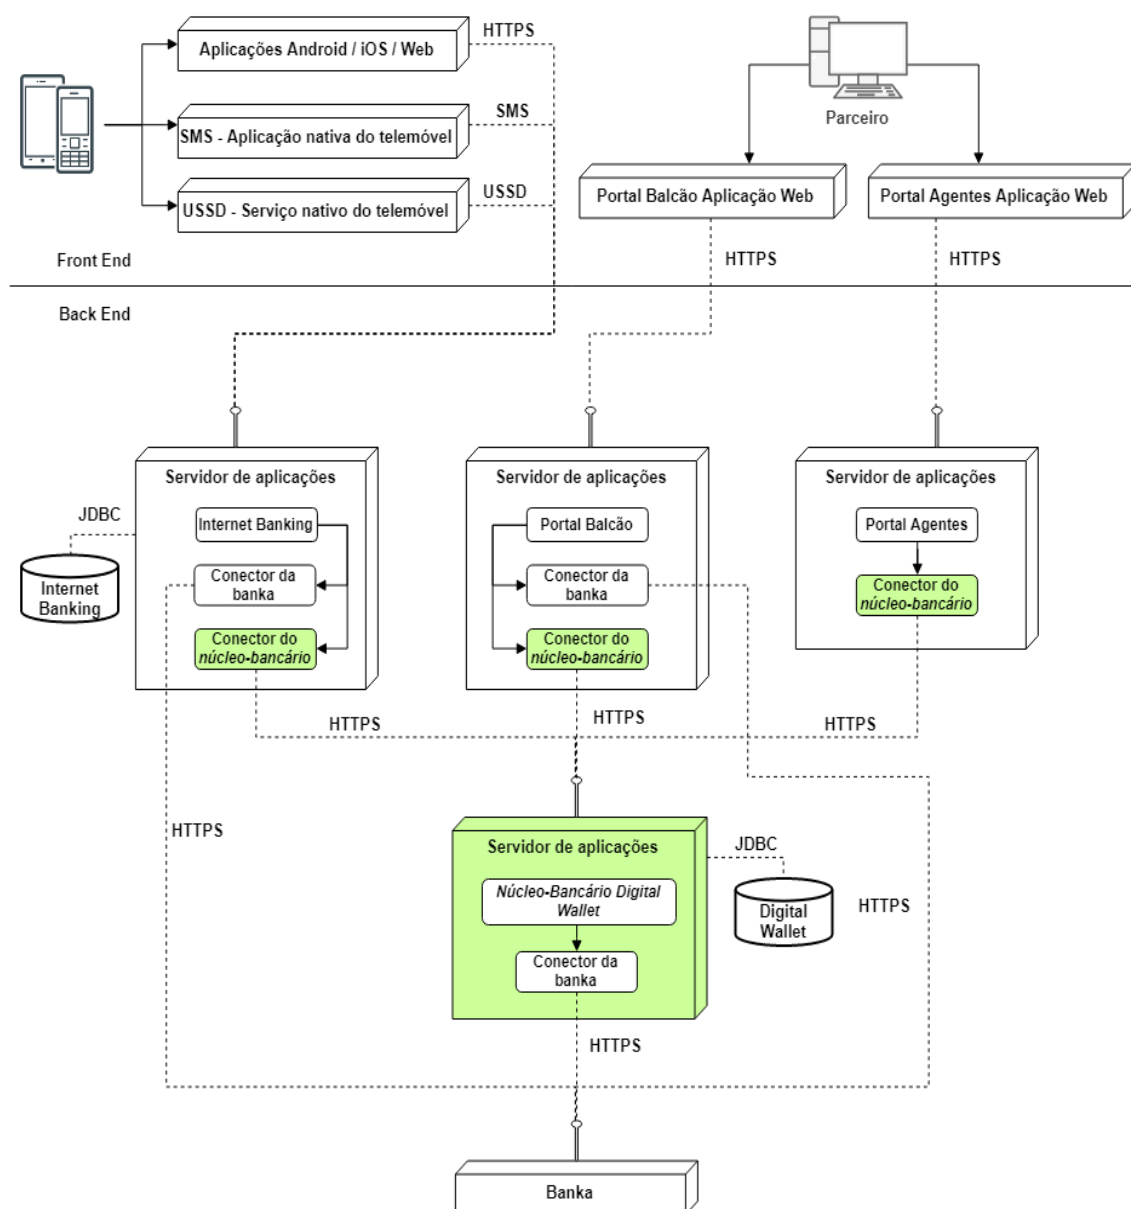 HTTPS
Aplicações Android / iOS / Web
SMS
SMS - Aplicação nativa do telemóvel
USSD
USSD - Serviço nativo do telemóvel
Parceiro
Portal Balcão Aplicação Web
Portal Agentes Aplicação Web
HTTPS
HTTPS
Front End
Back End
Servidor de aplicações
Internet Banking
Conector da
banka
Conector do
núcleo-bancário
JDBC
Internet
Banking
Servidor de aplicações
Portal Balcão
Conector da
banka
Conector do
núcleo-bancário
Servidor de aplicações
Portal Agentes
Conector do
núcleo-bancário
HTTPS
HTTPS
HTTPS
HTTPS
Servidor de aplicações
Núcleo-Bancário Digital
Wallet
Conector da
banka
JDBC
Digital
Wallet
HTTPS
HTTPS
Banka